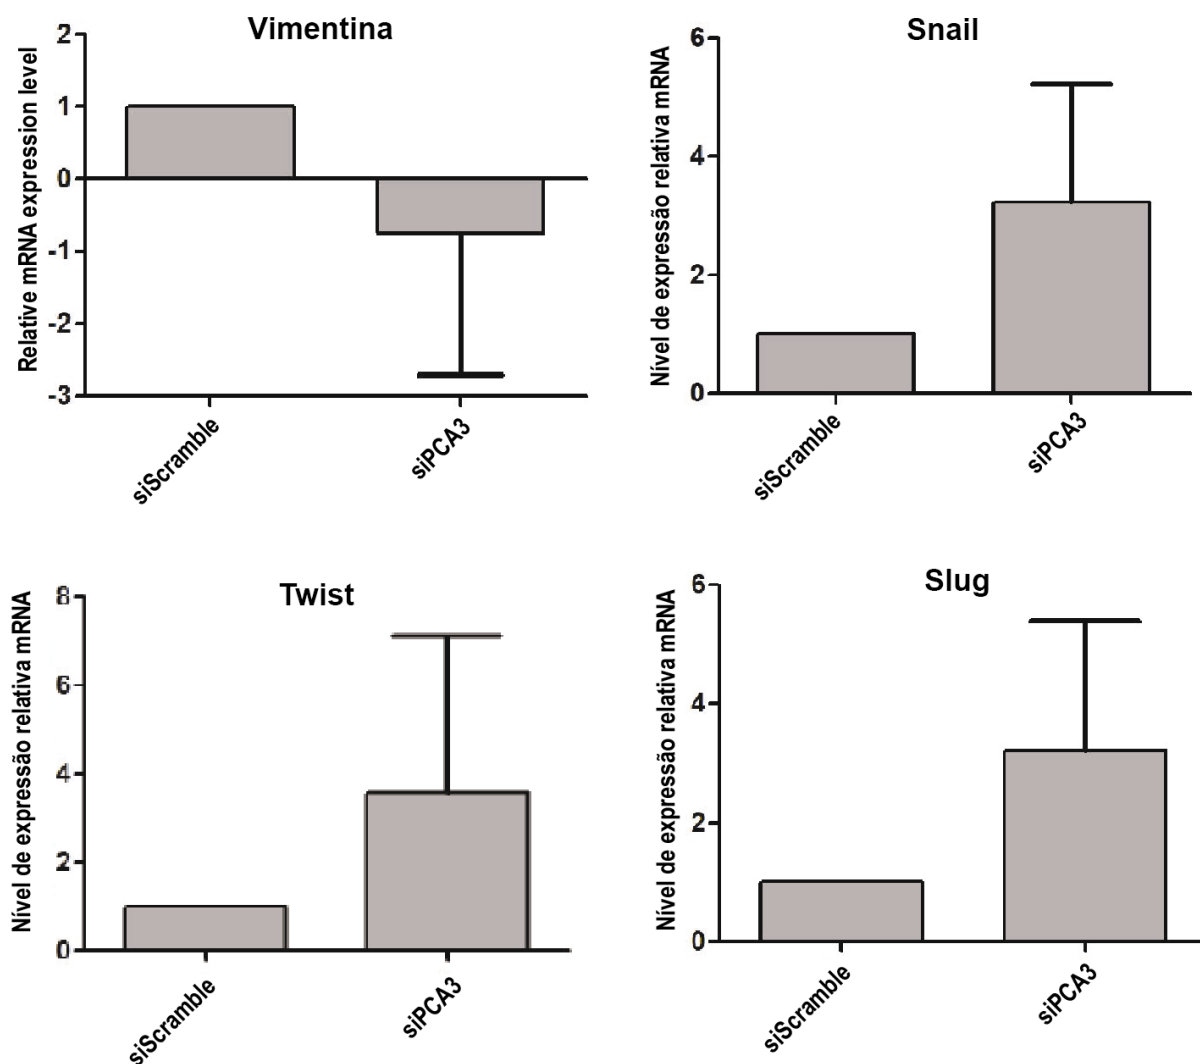 Vimentina
Relative mRNA expression level
2
1
0
-1
-2
-3
siScramble
siPCA3
Snail
Nível de expressão relativa mRNA
6
4
2
0
siScramble
siPCA3
Twist
Nível de expressão relativa mRNA
8
6
4
2
0
siScramble
siPCA3
Slug
Nível de expressão relativa mRNA
6
4
2
0
siScramble
siPCA3